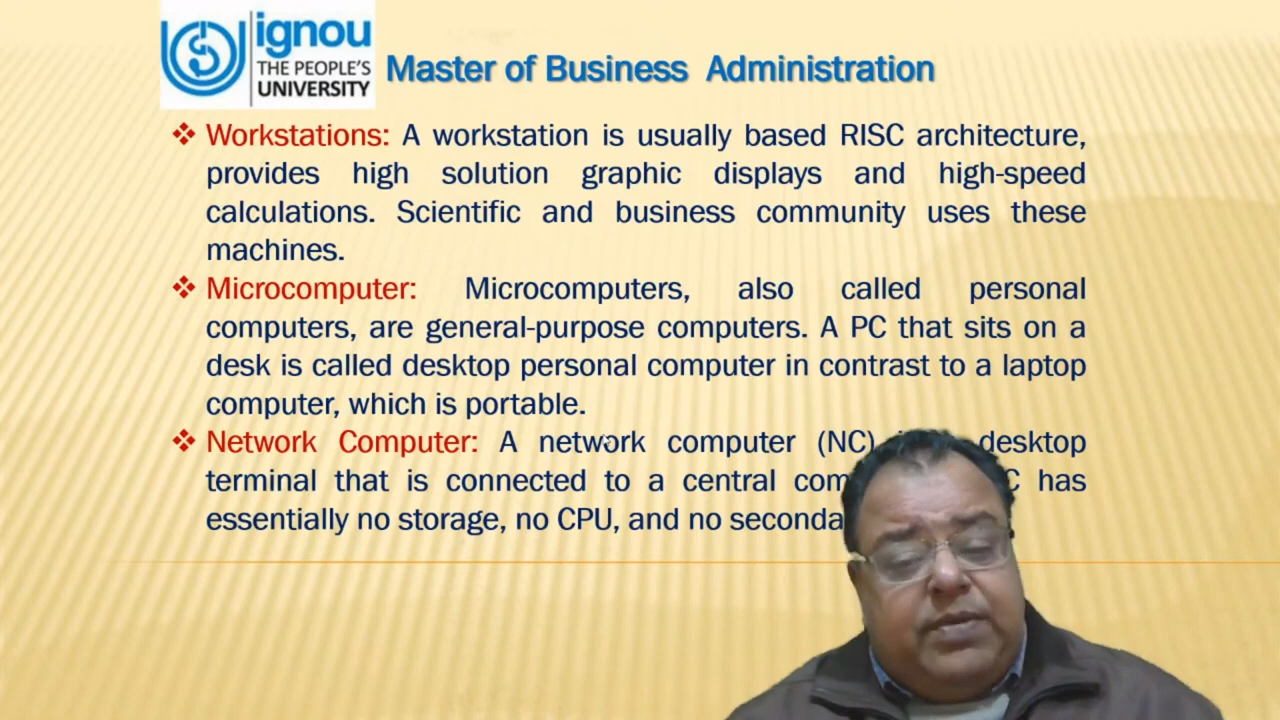 ignou
THE PEOPLE'S
UNIVERSITY
Master of Business Administration
❖ Workstations: A workstation is usually based RISC architecture,
provides high solution graphic displays and high-speed
calculations. Scientific and business community uses these
machines.
❖ Microcomputer: Microcomputers, also called personal
computers, are general-purpose computers. A PC that sits on a
desk is called desktop personal computer in contrast to a laptop
computer, which is portable.
❖ Network Computer: A network computer (NC) desktop
terminal that is connected to a central has
essentially no storage, no CPU, and no